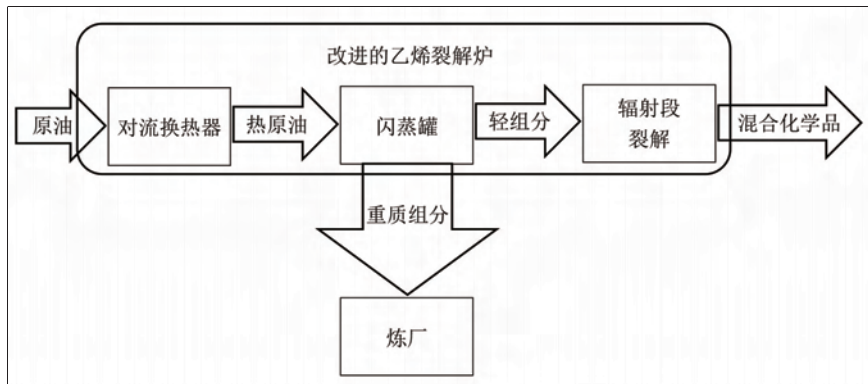 改进的乙烯裂解炉
原油
对流换热器
热原油
闪蒸罐
轻组分
辐射段
裂解
混合化学品
重质组分
炼厂